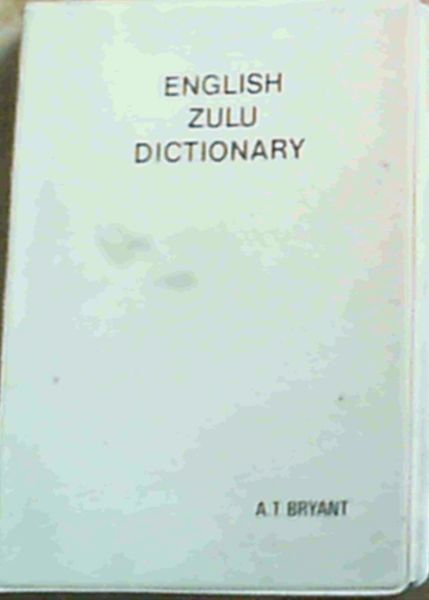 ENGLISH
ZULU
DICTIONARY
A.T. BRYANT